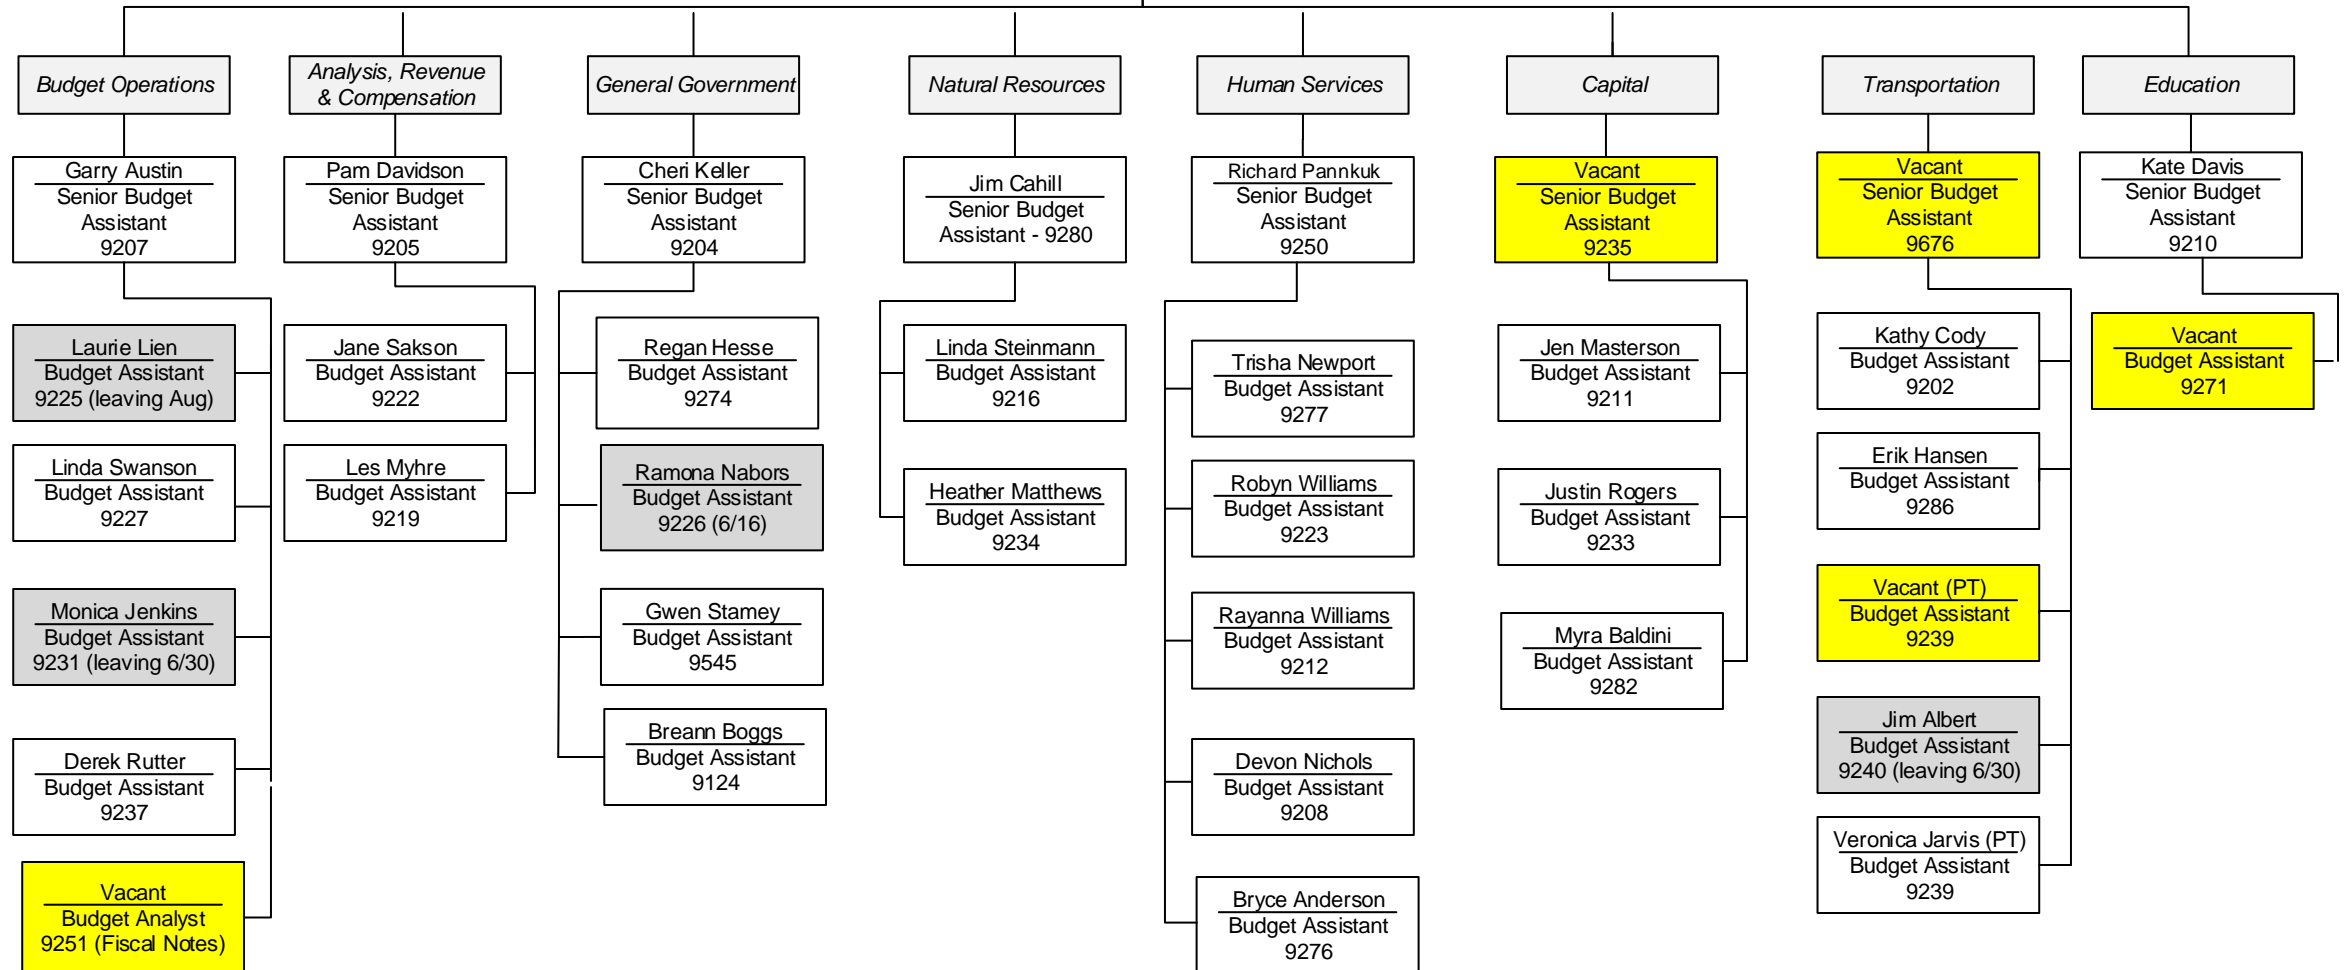 Budget Operations
Analysis, Revenue
& Compensation
General Government
Natural Resources
Human Services
Capital
Transportation
Education
Garry Austin
Senior Budget
Assistant
9207
Pam Davidson
Senior Budget
Assistant
9205
Cheri Keller
Senior Budget
Assistant
9204
Jim Cahill
Senior Budget
Assistant - 9280
Richard Pannkuk
Senior Budget
Assistant
9250
Vacant
Senior Budget
Assistant
9235
Vacant
Senior Budget
Assistant
9676
Kate Davis
Senior Budget
Assistant
9210
Laurie Lien
Budget Assistant
9225 (leaving Aug)
Linda Swanson
Budget Assistant
9227
Monica Jenkins
Budget Assistant
9231 (leaving 6/30)
Derek Rutter
Budget Assistant
9237
Vacant
Budget Analyst
9251 (Fiscal Notes)
Jane Sakson
Budget Assistant
9222
Les Myhre
Budget Assistant
9219
Regan Hesse
Budget Assistant
9274
Ramona Nabors
Budget Assistant
9226 (6/16)
Gwen Stamey
Budget Assistant
9545
Breann Boggs
Budget Assistant
9124
Linda Steinmann
Budget Assistant
9216
Heather Matthews
Budget Assistant
9234
Trisha Newport
Budget Assistant
9277
Robyn Williams
Budget Assistant
9223
Rayanna Williams
Budget Assistant
9212
Devon Nichols
Budget Assistant
9208
Bryce Anderson
Budget Assistant
9276
Jen Masterson
Budget Assistant
9211
Justin Rogers
Budget Assistant
9233
Myra Baldini
Budget Assistant
9282
Kathy Cody
Budget Assistant
9202
Erik Hansen
Budget Assistant
9286
Vacant (PT)
Budget Assistant
9239
Jim Albert
Budget Assistant
9240 (leaving 6/30)
Veronica Jarvis (PT)
Budget Assistant
9239
Vacant
Budget Assistant
9271